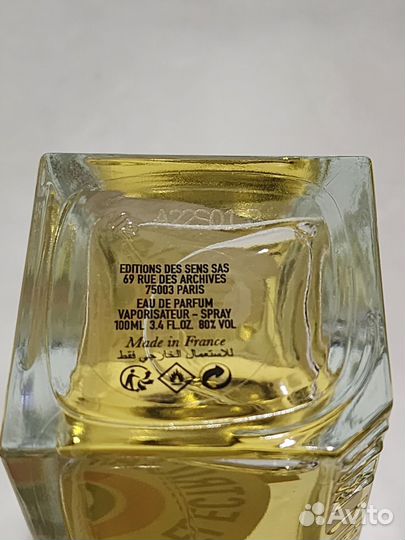 EDITIONS DES SENS SAS
69 RUE DES ARCHIVES
75003 PARIS
EAU DE PARFUM
VAPORISATEUR – SPRAY
100ML 3.4 FL.OZ. 80% VOL
Made in France
للاستعمال الخارجي فقط
Avito